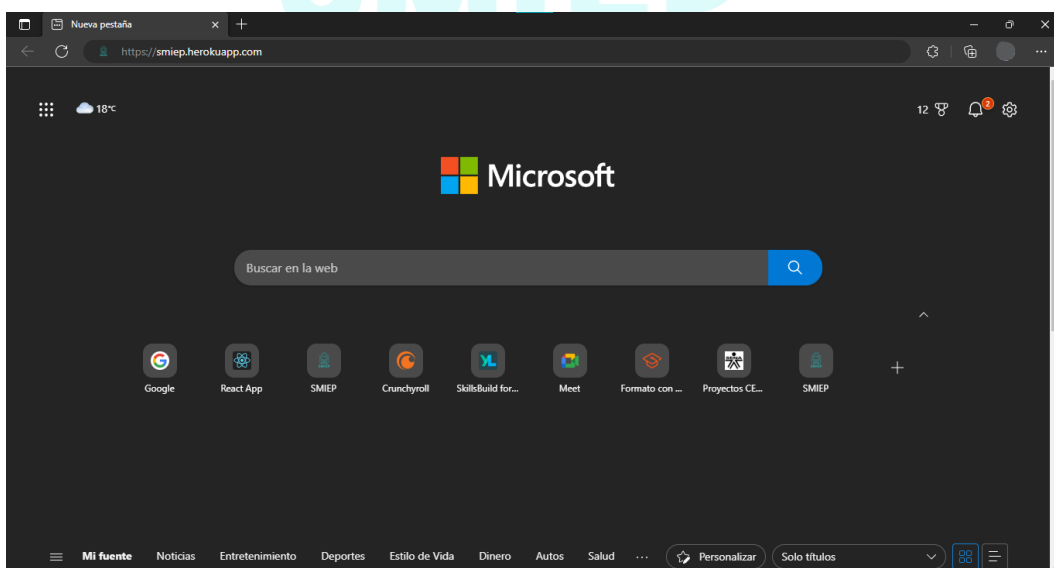 SMIEP
Nueva pestaña
https://smiep.herokuapp.com
18°C
12
2
Microsoft
Buscar en la web
Google React App SMIEP Crunchyroll SkillsBuild for... Meet Formato con ... Proyectos CE... SMIEP
Mi fuente Noticias Entretenimiento Deportes Estilo de Vida Dinero Autos Salud ... Personalizar Solo títulos